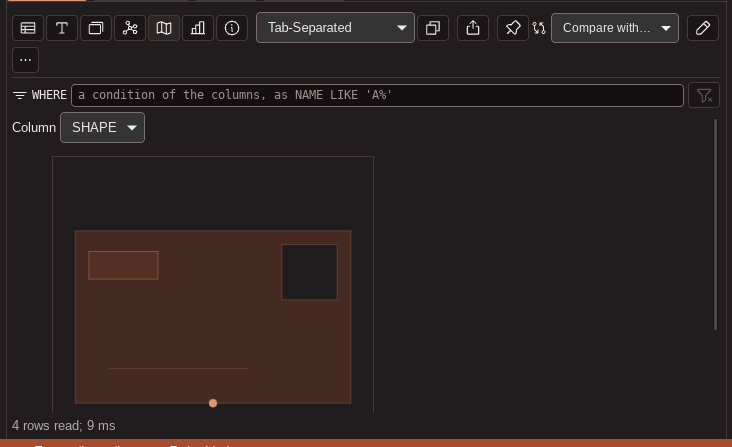 Tab-Separated
Compare with...
...
WHERE a condition of the columns, as NAME LIKE 'A%'
Column SHAPE
4 rows read; 9 ms